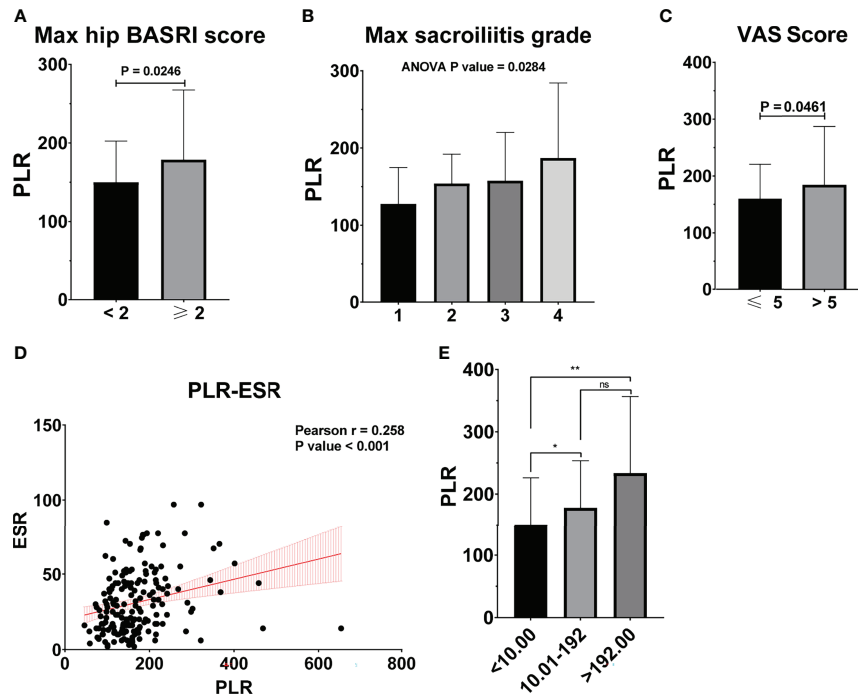 A
Max hip BASRI score
P = 0.0246
300
200
100
0
PLR
< 2
⩾ 2
B
Max sacroiliitis grade
ANOVA P value = 0.0284
300
200
100
0
PLR
1
2
3
4
C
VAS Score
P = 0.0461
400
300
200
100
0
PLR
⩽ 5
> 5
D
PLR-ESR
Pearson r = 0.258
P value < 0.001
150
100
50
0
ESR
0
200
400
600
800
PLR
E
**
ns
*
400
350
300
250
200
150
100
0
PLR
<10.00
10.01-192
>192.00